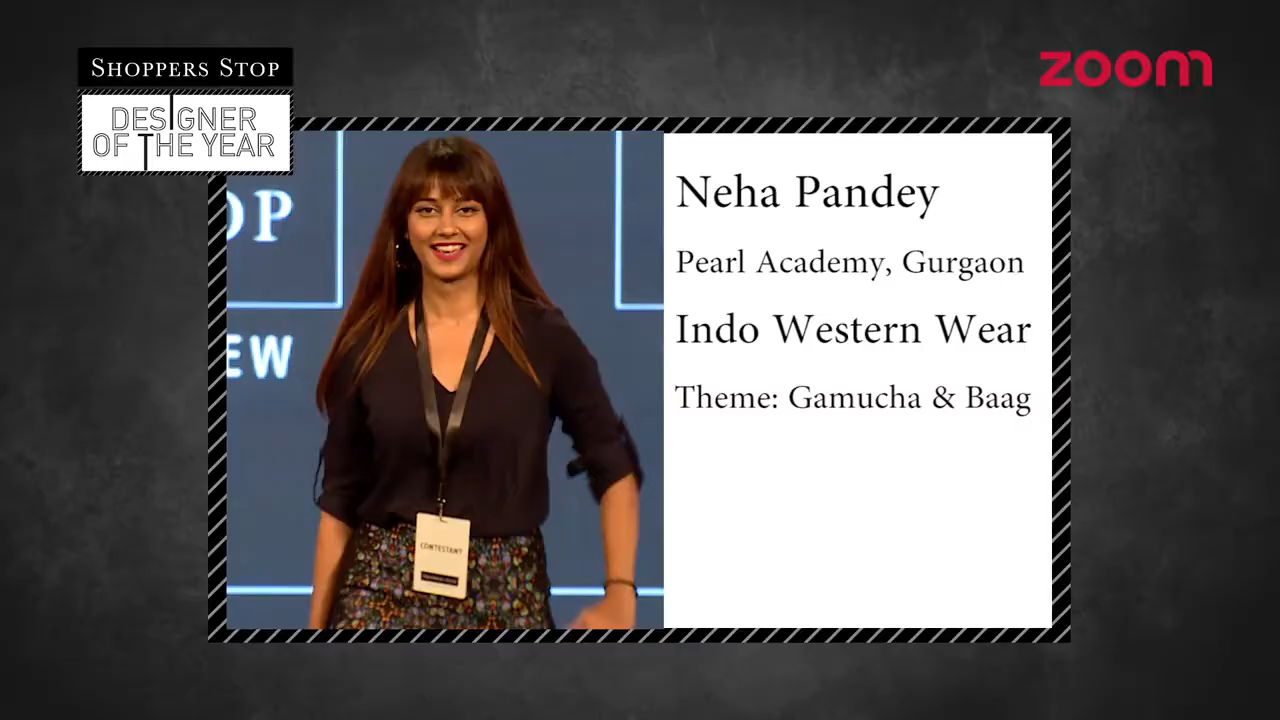 SHOPPERS STOP
DESIGNER
OF THE YEAR
zoom
OP
EW
Neha Pandey
Pearl Academy, Gurgaon
Indo Western Wear
Theme: Gamucha & Baag
CONTESTANT